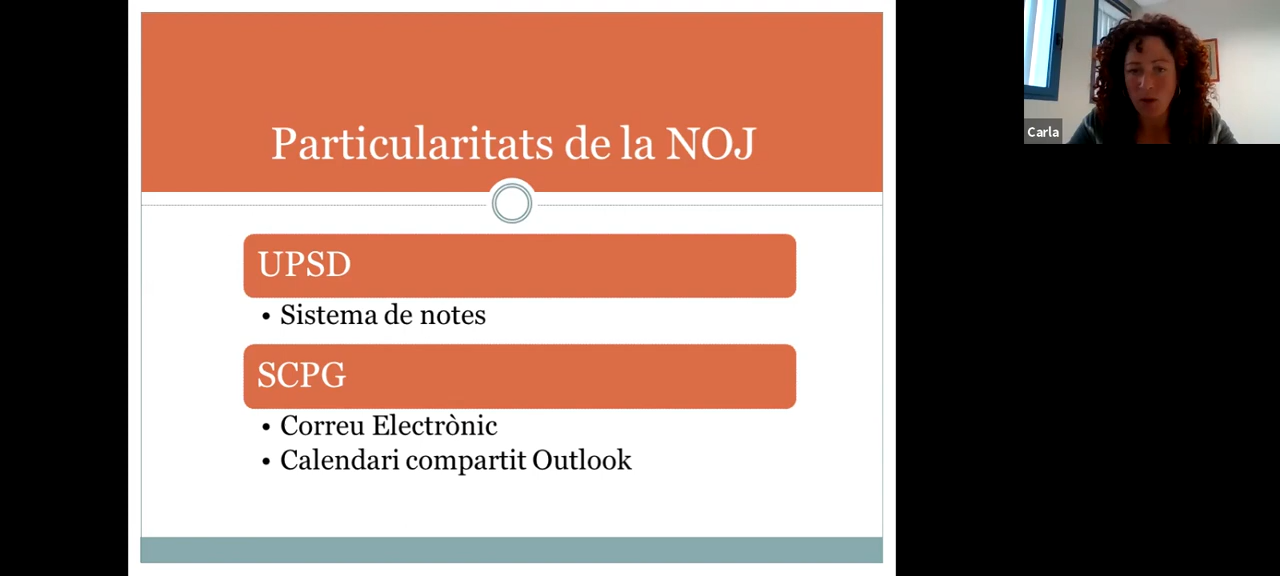 Particularitats de la NOJ
UPSD
• Sistema de notes
SCPG
• Correu Electrònic
• Calendari compartit Outlook
Carla